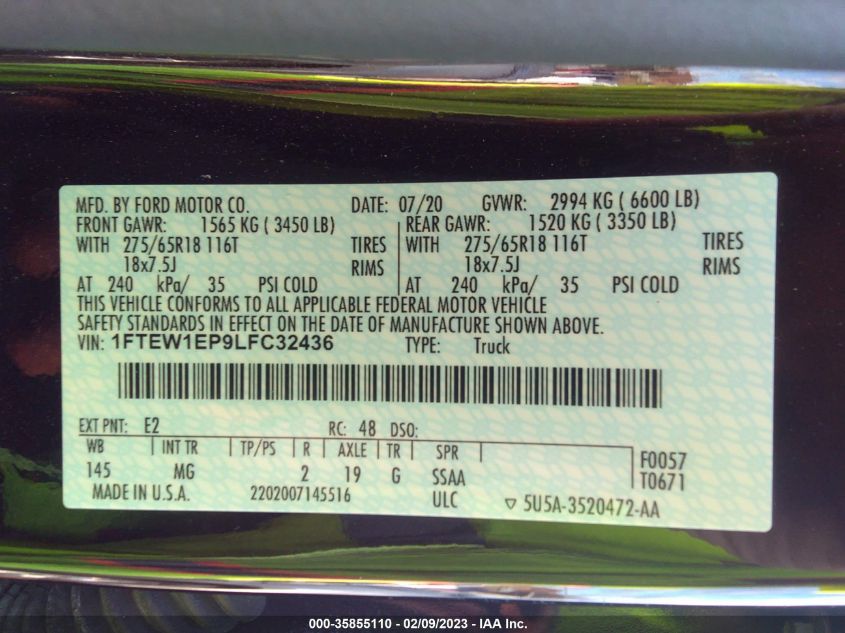 MFD. BY FORD MOTOR CO. DATE: 07/20 GVWR: 2994 KG ( 6600 LB)
FRONT GAWR: 1565 KG ( 3450 LB) REAR GAWR: 1520 KG ( 3350 LB)
WITH 275/65R18 116T TIRES WITH 275/65R18 116T TIRES
18x7.5J RIMS 18x7.5J RIMS
AT 240 kPa/ 35 PSI COLD AT 240 kPa/ 35 PSI COLD
THIS VEHICLE CONFORMS TO ALL APPLICABLE FEDERAL MOTOR VEHICLE
SAFETY STANDARDS IN EFFECT ON THE DATE OF MANUFACTURE SHOWN ABOVE.
VIN: 1FTEW1EP9LFC32436 TYPE: Truck
EXT PNT: E2 RC: 48 DSO:
WB INT TR TP/PS R AXLE TR SPR F0057
145 MG 2 19 G SSAA T0671
MADE IN U.S.A. 2202007145516 ULC ▽ 5U5A-3520472-AA
000-35855110 - 02/09/2023 - IAA Inc.